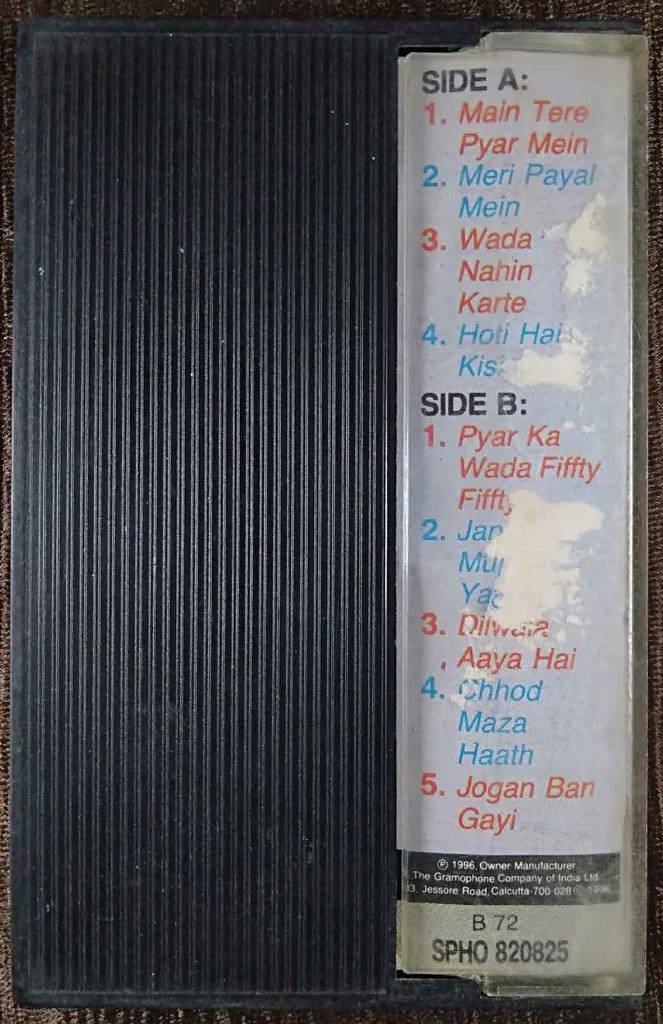 SIDE A:
1. Main Tere
Pyar Mein
2. Meri Payal
Mein
3. Wada
Nahin
Karte
4. Hoti Hai
SIDE B:
1. Pyar Ka
Wada Fiffty
Fiffty
2.
3. Dilwala
Aaya Hai
4. Chhod
Maza
Haath
5. Jogan Ban
Gayi
℗ 1996, Owner Manufacturer
The Gramophone Company of India Ltd
Jessore Road, Calcutta-700 028 ©
B 72
SPHO 820825